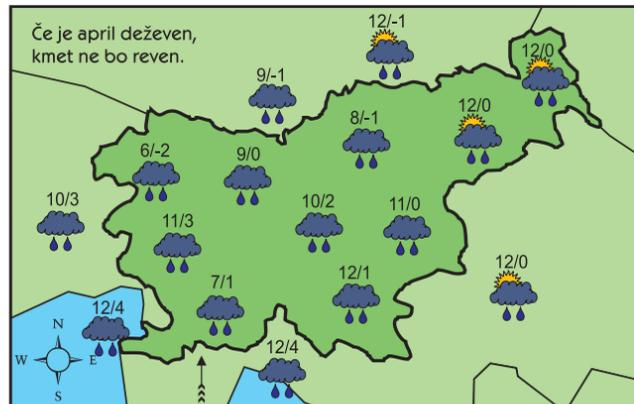 Če je april deževen,
kmet ne bo reven.
12/-1
12/0
9/-1
12/0
8/-1
6/-2
9/0
10/3
10/2
11/0
11/3
12/0
12/1
7/1
12/4
N
W
E
S
12/4